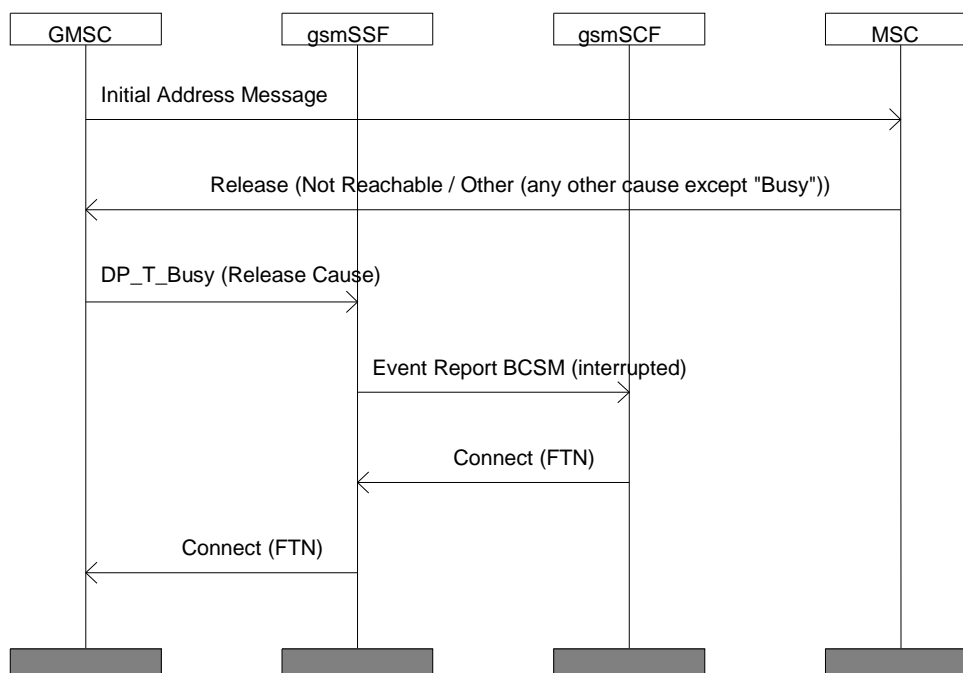 GMSC
gsmSSF
gsmSCF
MSC
Initial Address Message
Release (Not Reachable / Other (any other cause except "Busy"))
DP_T_Busy (Release Cause)
Event Report BCSM (interrupted)
Connect (FTN)
Connect (FTN)